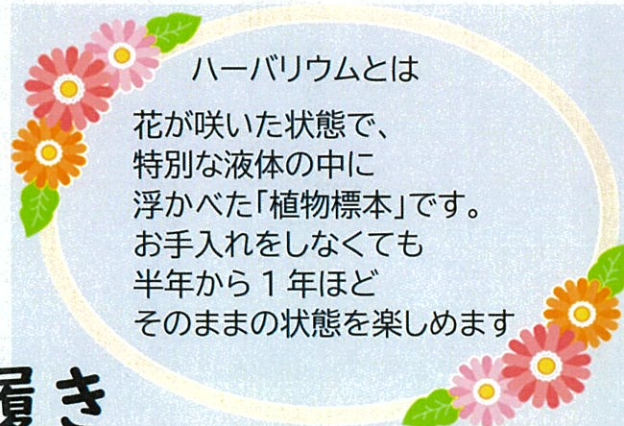 ハーバリウムとは
花が咲いた状態で、
特別な液体の中に
浮かべた「植物標本」です。
お手入れをしなくても
半年から1年ほど
そのままの状態を楽しめます
履き